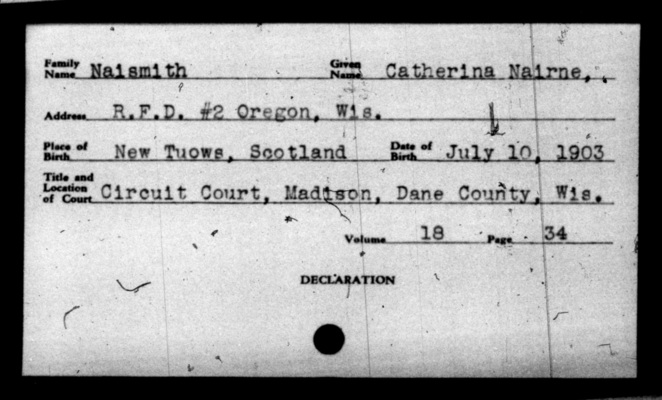 Family Name Naismith Given Name Catherina Nairne,.
Address R.F.D. #2 Oregon, Wis.
Place of Birth New Tuows, Scotland Date of Birth July 10, 1903
Title and Location of Court Circuit Court, Madison, Dane County, Wis.
Volume 18 Page 34
DECLARATION